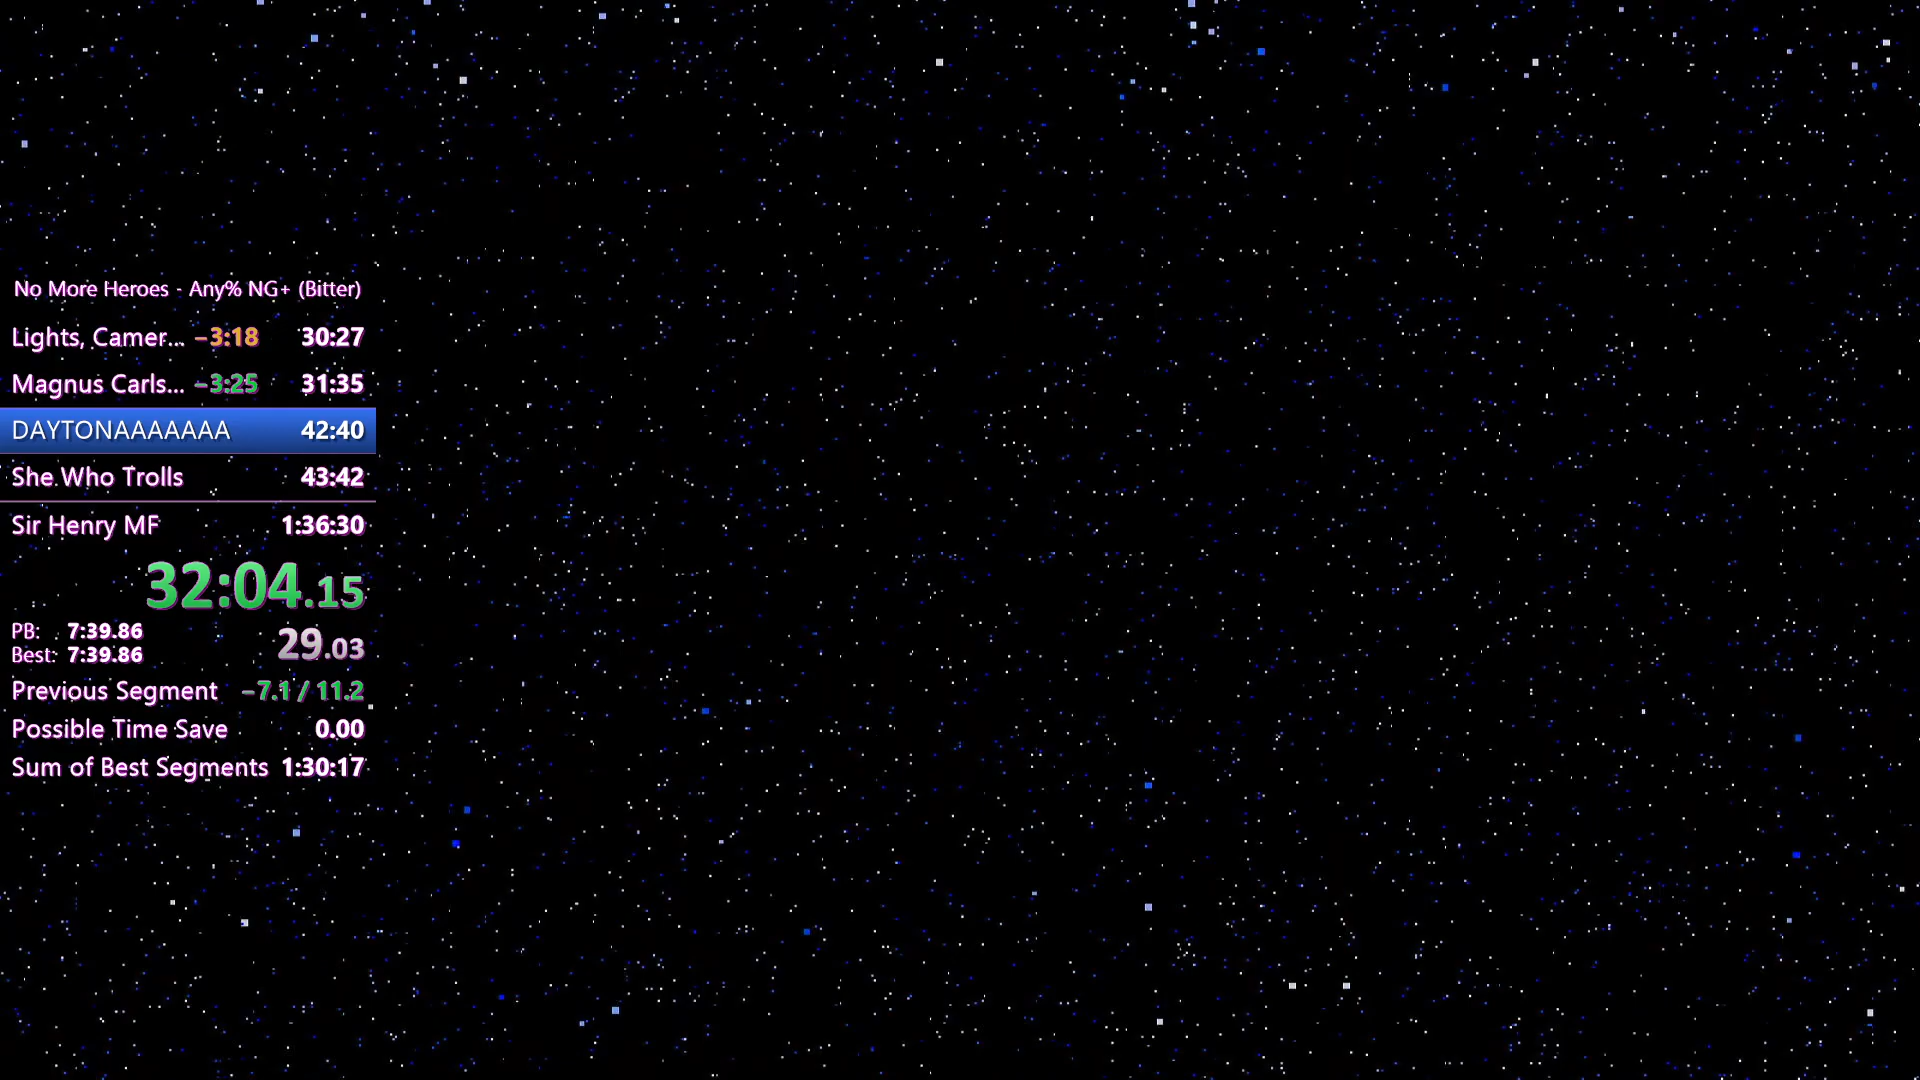 No More Heroes - Any% NG+ (Bitter)
Lights, Camer... −3:18 30:27
Magnus Carls... −3:25 31:35
DAYTONAAAAAAA 42:40
She Who Trolls 43:42
Sir Henry MF 1:36:30
32:04.15
PB: 7:39.86 29.03
Best: 7:39.86
Previous Segment −7.1 / 11.2
Possible Time Save 0.00
Sum of Best Segments 1:30:17